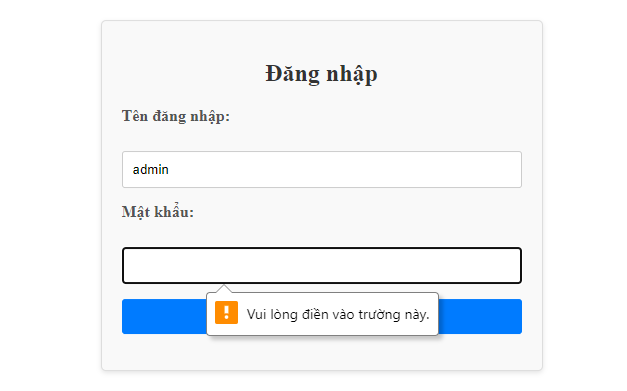 Đăng nhập
Tên đăng nhập:
admin
Mật khẩu:
Vui lòng điền vào trường này.